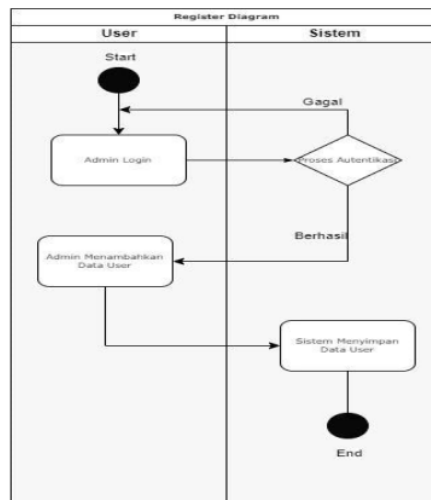 Register Diagram
User
Sistem
Start
Gagal
Admin Login
Proses Autentikasi
Berhasil
Admin Menambahkan
Data User
Sistem Menyimpan
Data User
End